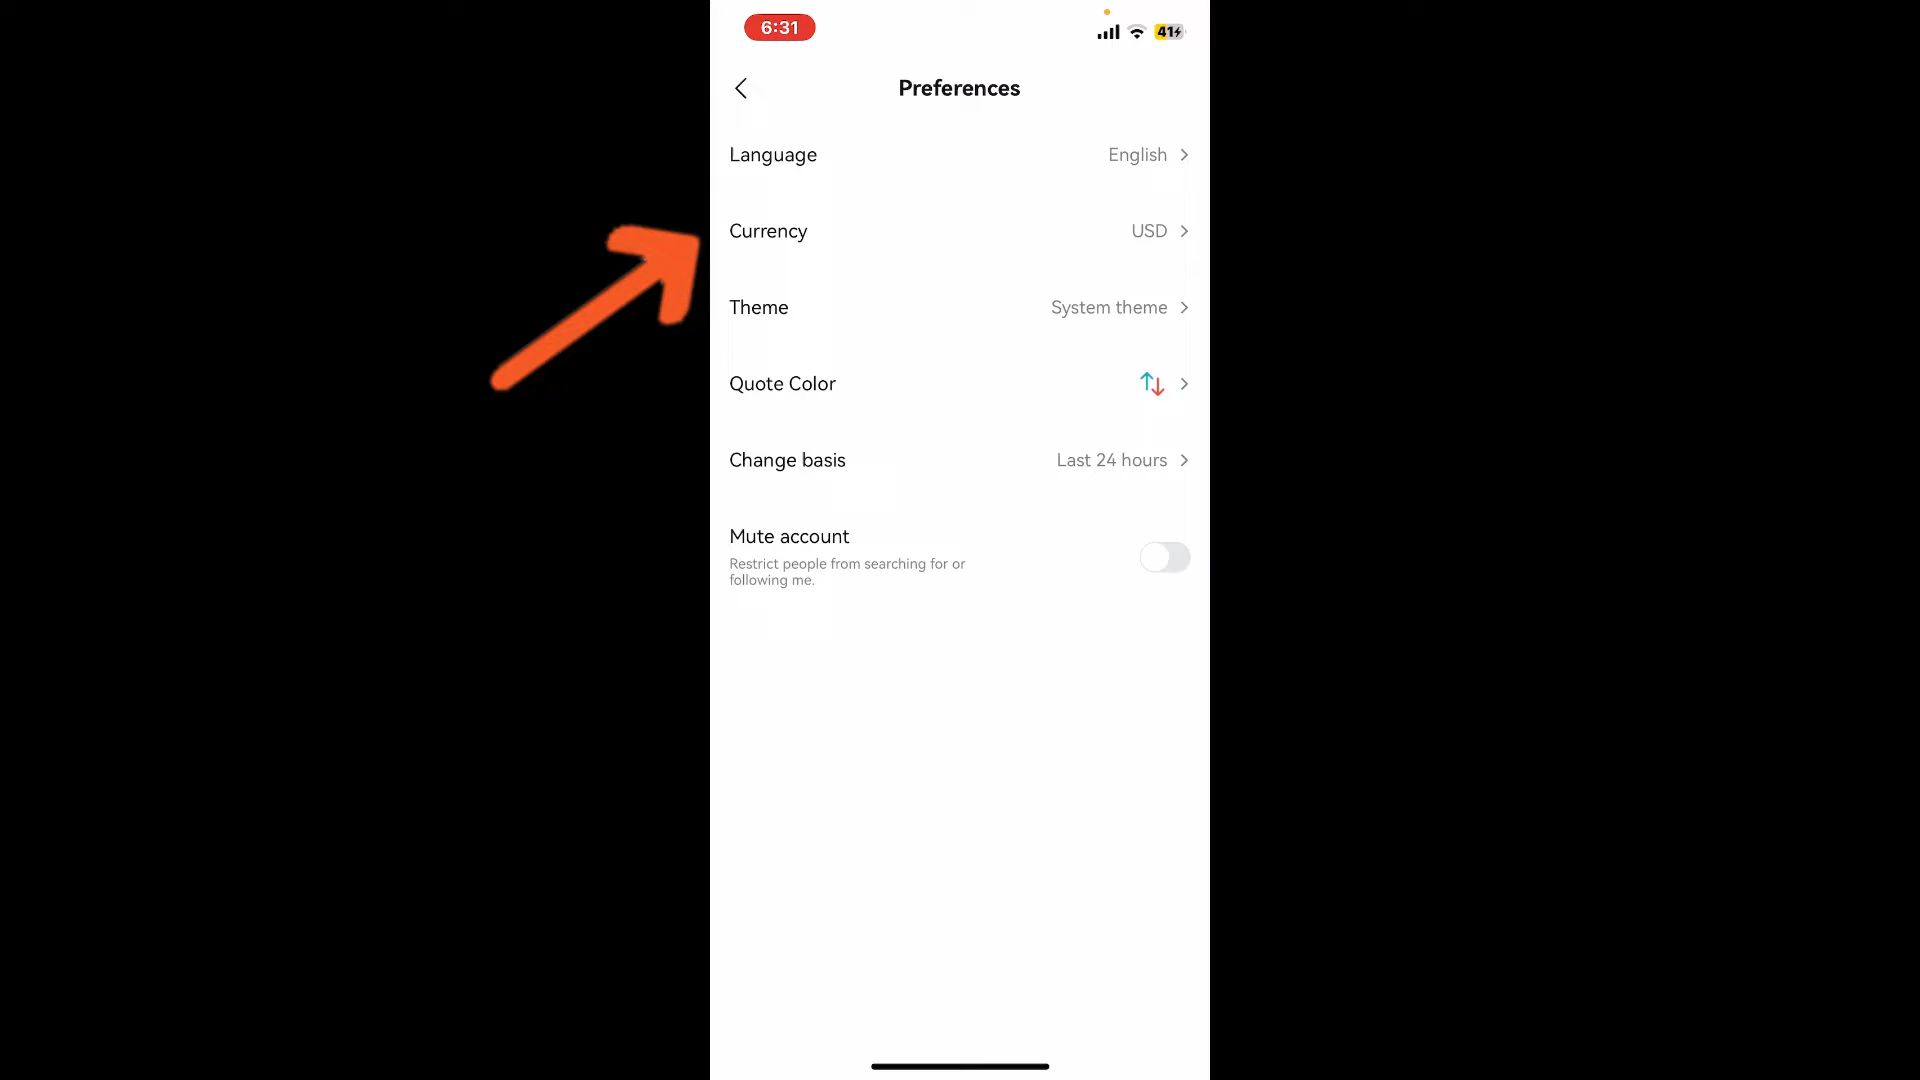 6:31
41
Preferences
Language English
Currency USD
Theme System theme
Quote Color
Change basis Last 24 hours
Mute account
Restrict people from searching for or
following me.